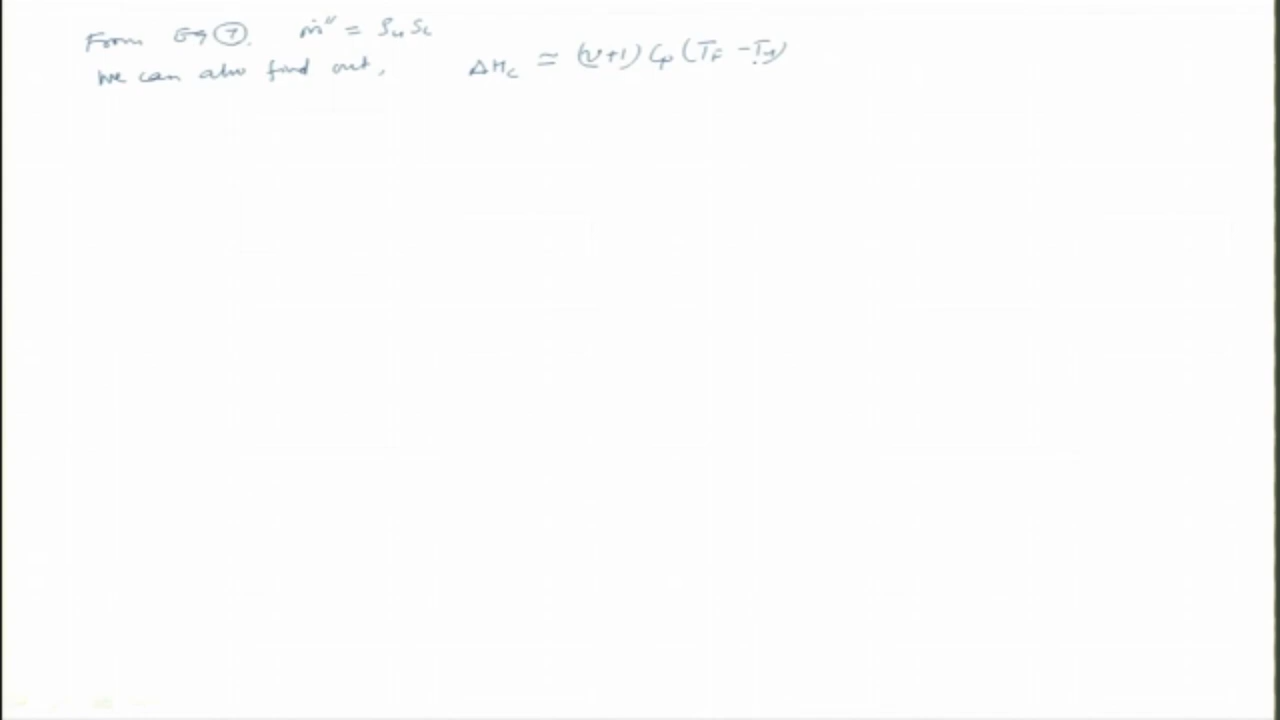 From Eq ⑦. ṁ'' = ρu SL
We can also find out, ΔHc ≃ (ν+1) Cp (TF - Tu)